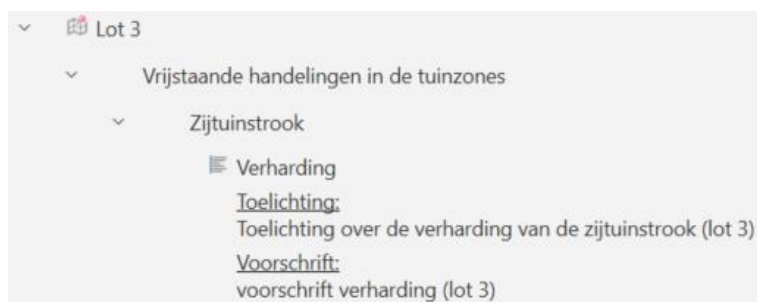 Lot 3
Vrijstaande handelingen in de tuinzones
Zijtuinstrook
Verharding
Toelichting:
Toelichting over de verharding van de zijtuinstrook (lot 3)
Voorschrift:
voorschrift verharding (lot 3)